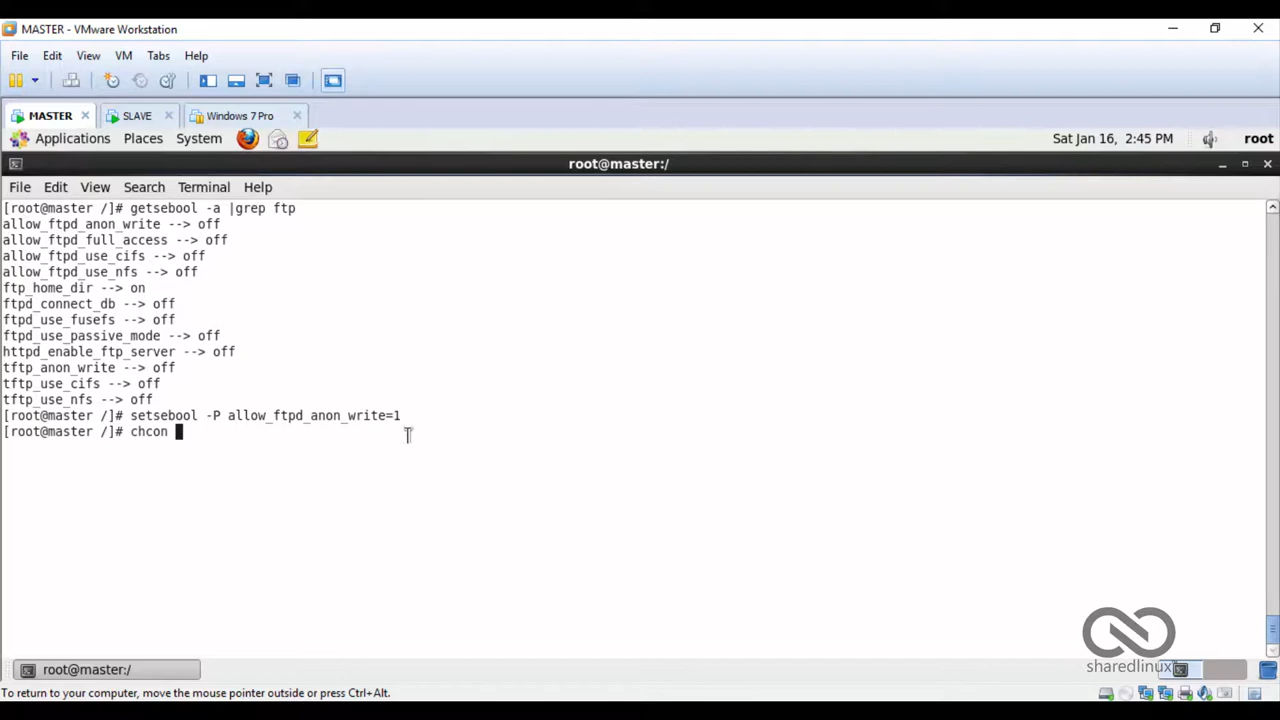 MASTER - VMware Workstation
File Edit View VM Tabs Help
MASTER SLAVE Windows 7 Pro
Applications Places System Sat Jan 16, 2:45 PM root
root@master:/
File Edit View Search Terminal Help
[root@master /]# getsebool -a |grep ftp
allow_ftpd_anon_write --> off
allow_ftpd_full_access --> off
allow_ftpd_use_cifs --> off
allow_ftpd_use_nfs --> off
ftp_home_dir --> on
ftpd_connect_db --> off
ftpd_use_fusefs --> off
ftpd_use_passive_mode --> off
httpd_enable_ftp_server --> off
tftp_anon_write --> off
tftp_use_cifs --> off
tftp_use_nfs --> off
[root@master /]# setsebool -P allow_ftpd_anon_write=1
[root@master /]# chcon
sharedlinux
root@master:/
To return to your computer, move the mouse pointer outside or press Ctrl+Alt.